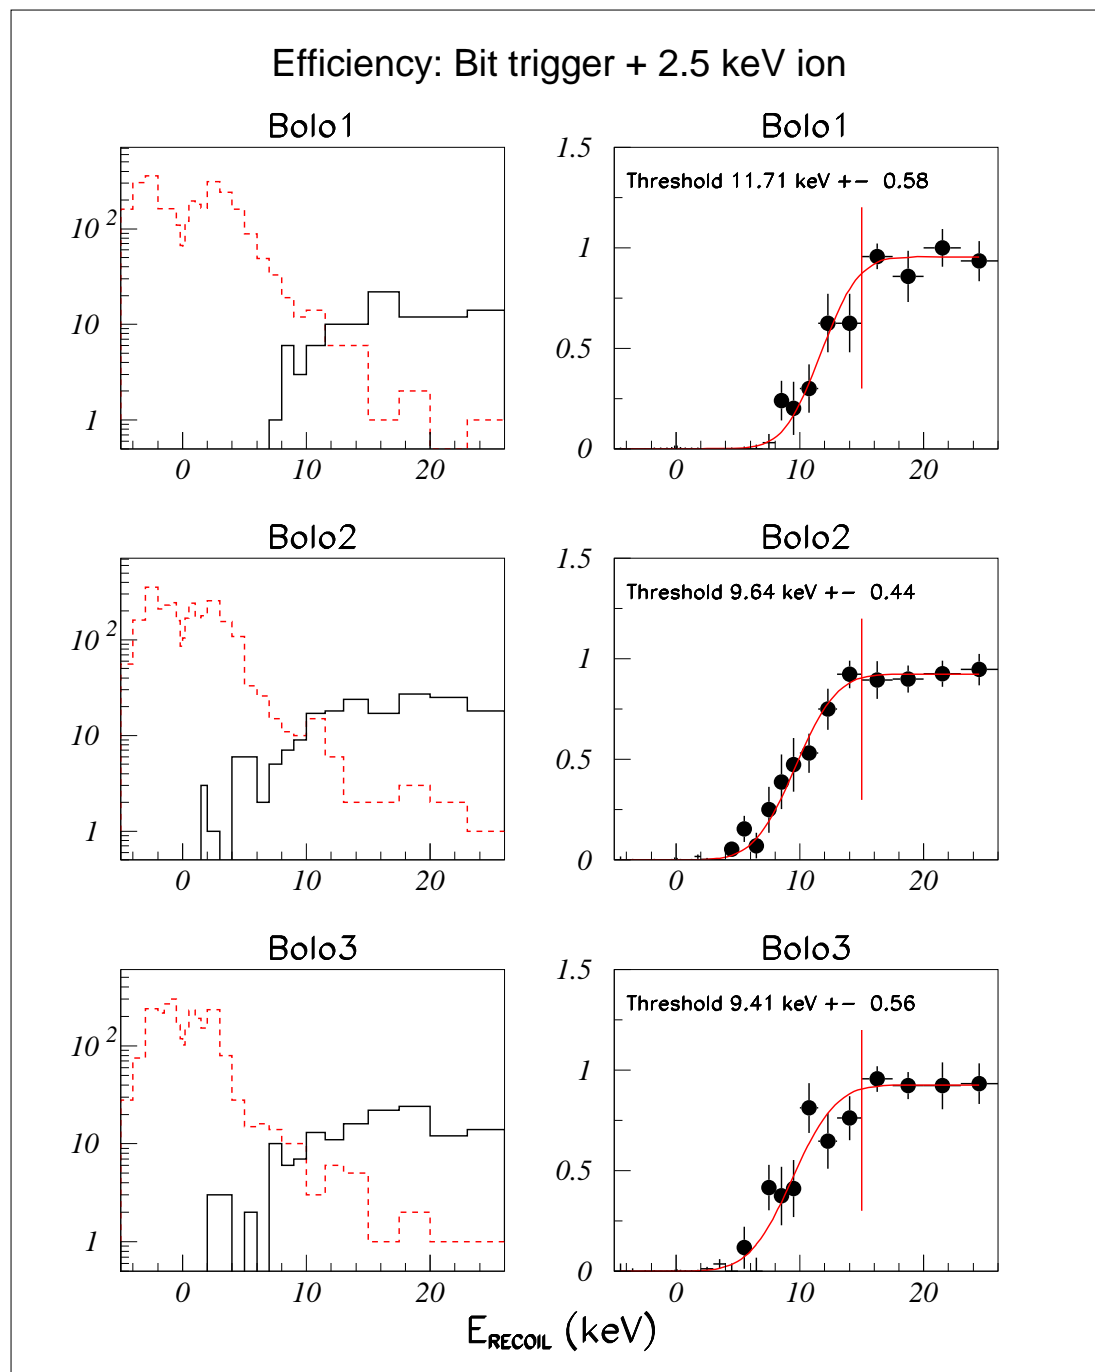 Efficiency: Bit trigger + 2.5 keV ion
Bolo1
10 2
10
1
0 10 20
Bolo1
Threshold 11.71 keV +- 0.58
1.5
1
0.5
0
0 10 20
Bolo2
10 2
10
1
0 10 20
Bolo2
Threshold 9.64 keV +- 0.44
1.5
1
0.5
0
0 10 20
Bolo3
10 2
10
1
0 10 20
Bolo3
Threshold 9.41 keV +- 0.56
1.5
1
0.5
0
0 10 20
E_RECOIL (keV)